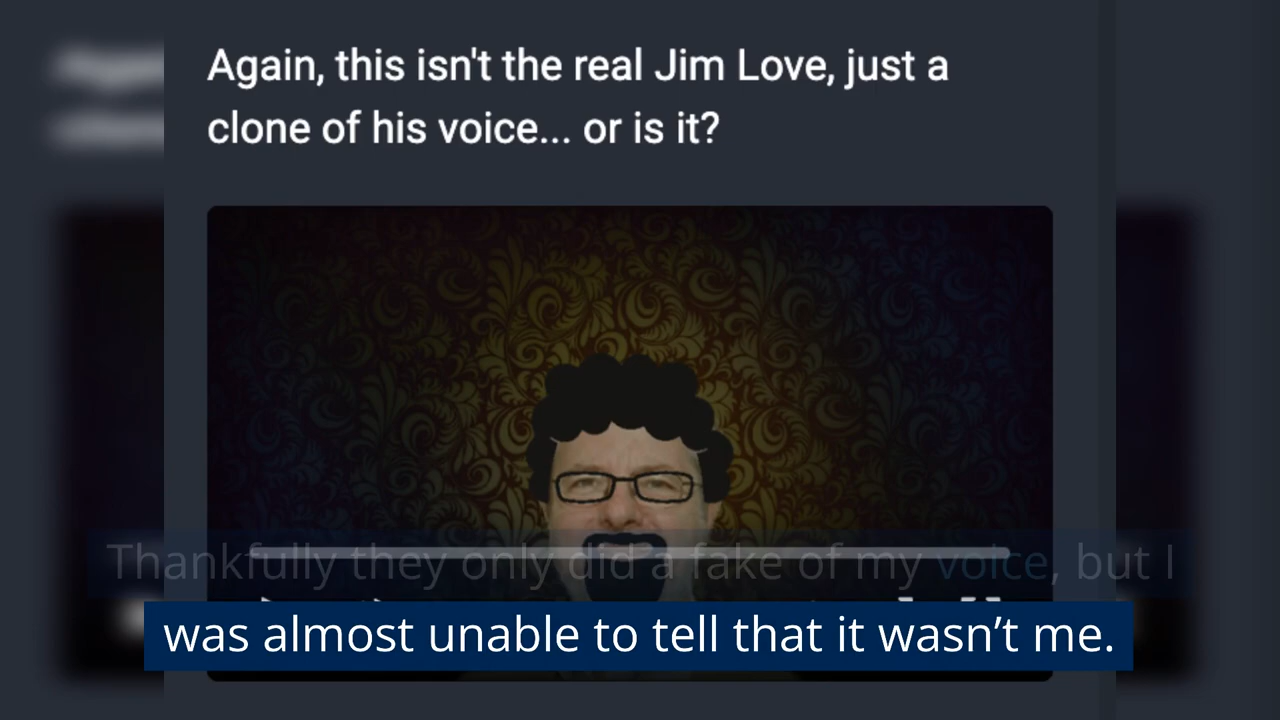 Again, this isn't the real Jim Love, just a
clone of his voice... or is it?
Thankfully they only did a fake of my voice, but I
was almost unable to tell that it wasn’t me.